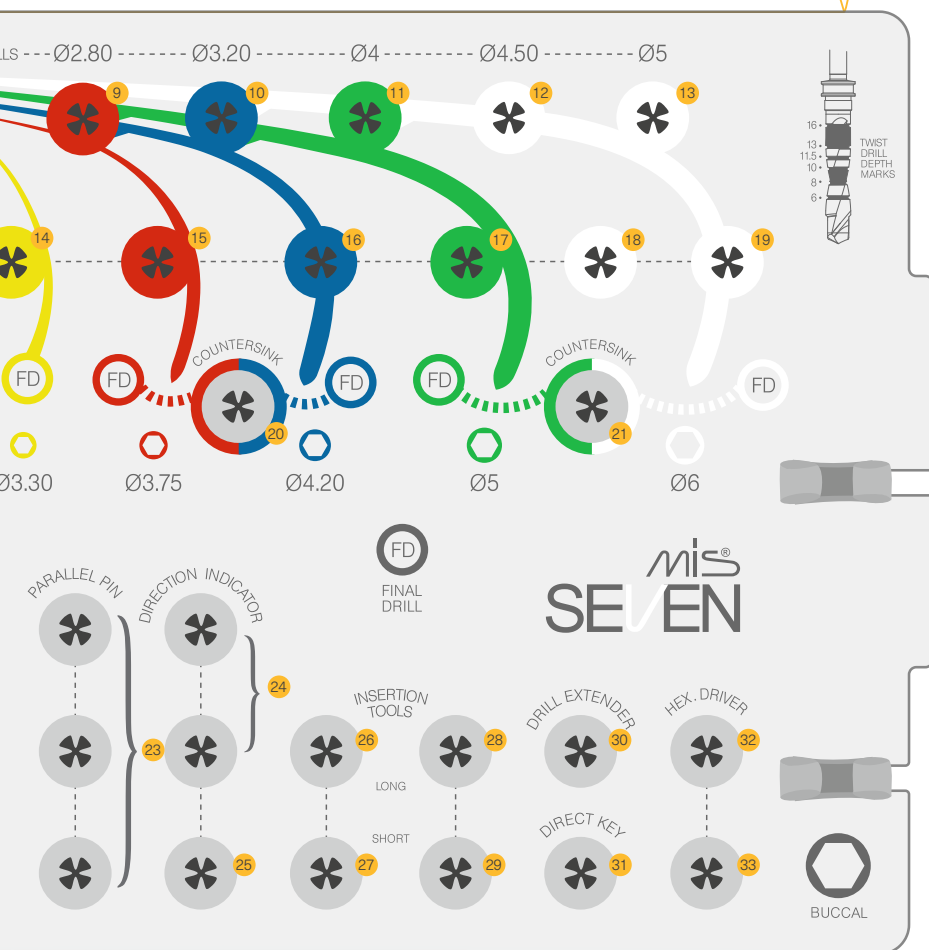 LLS Ø2.80 Ø3.20 Ø4 Ø4.50 Ø5
9 10 11 12 13
16
13
11.5
10
8
6
TWIST
DRILL
DEPTH
MARKS
14 15 16 17 18 19
COUNTERSINK COUNTERSINK
FD FD FD FD FD
20 21
Ø3.30 Ø3.75 Ø4.20 Ø5 Ø6
FD
FINAL
DRILL
mis®
SEVEN
PARALLEL PIN DIRECTION INDICATOR
23 24 25
INSERTION
TOOLS
26 28
LONG
SHORT
27 29
DRILL EXTENDER
30
DIRECT KEY
31
HEX. DRIVER
32
33
BUCCAL